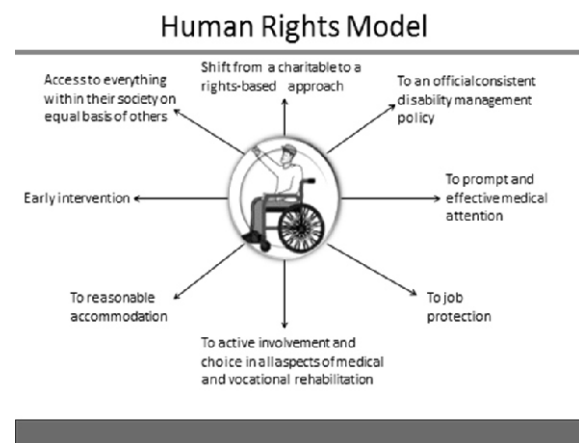 Human Rights Model
Shift from a charitable to a
rights-based approach
Access to everything
within their society on
equal basis of others
To an official consistent
disability management
policy
Early intervention
To prompt and
effective medical
attention
To reasonable
accommodation
To job
protection
To active involvement and
choice in all aspects of medical
and vocational rehabilitation